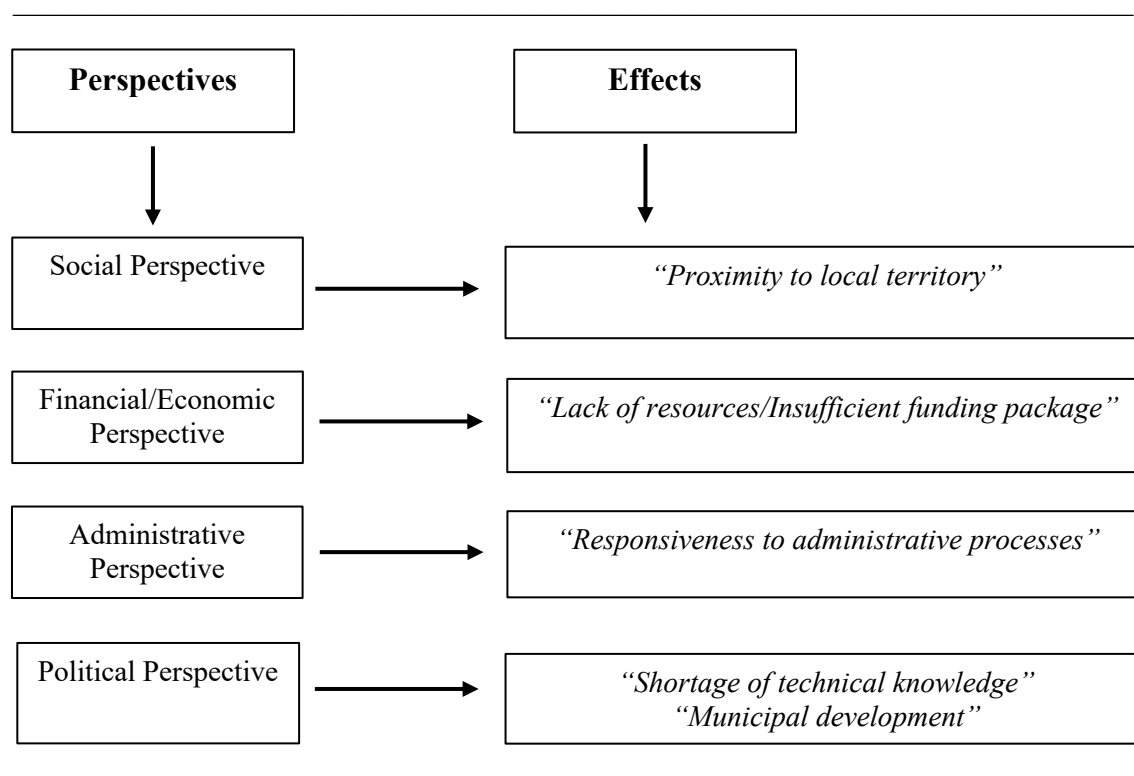 Perspectives
Effects
Social Perspective
“Proximity to local territory”
Financial/Economic
Perspective
“Lack of resources/Insufficient funding package”
Administrative
Perspective
“Responsiveness to administrative processes”
Political Perspective
“Shortage of technical knowledge”
“Municipal development”